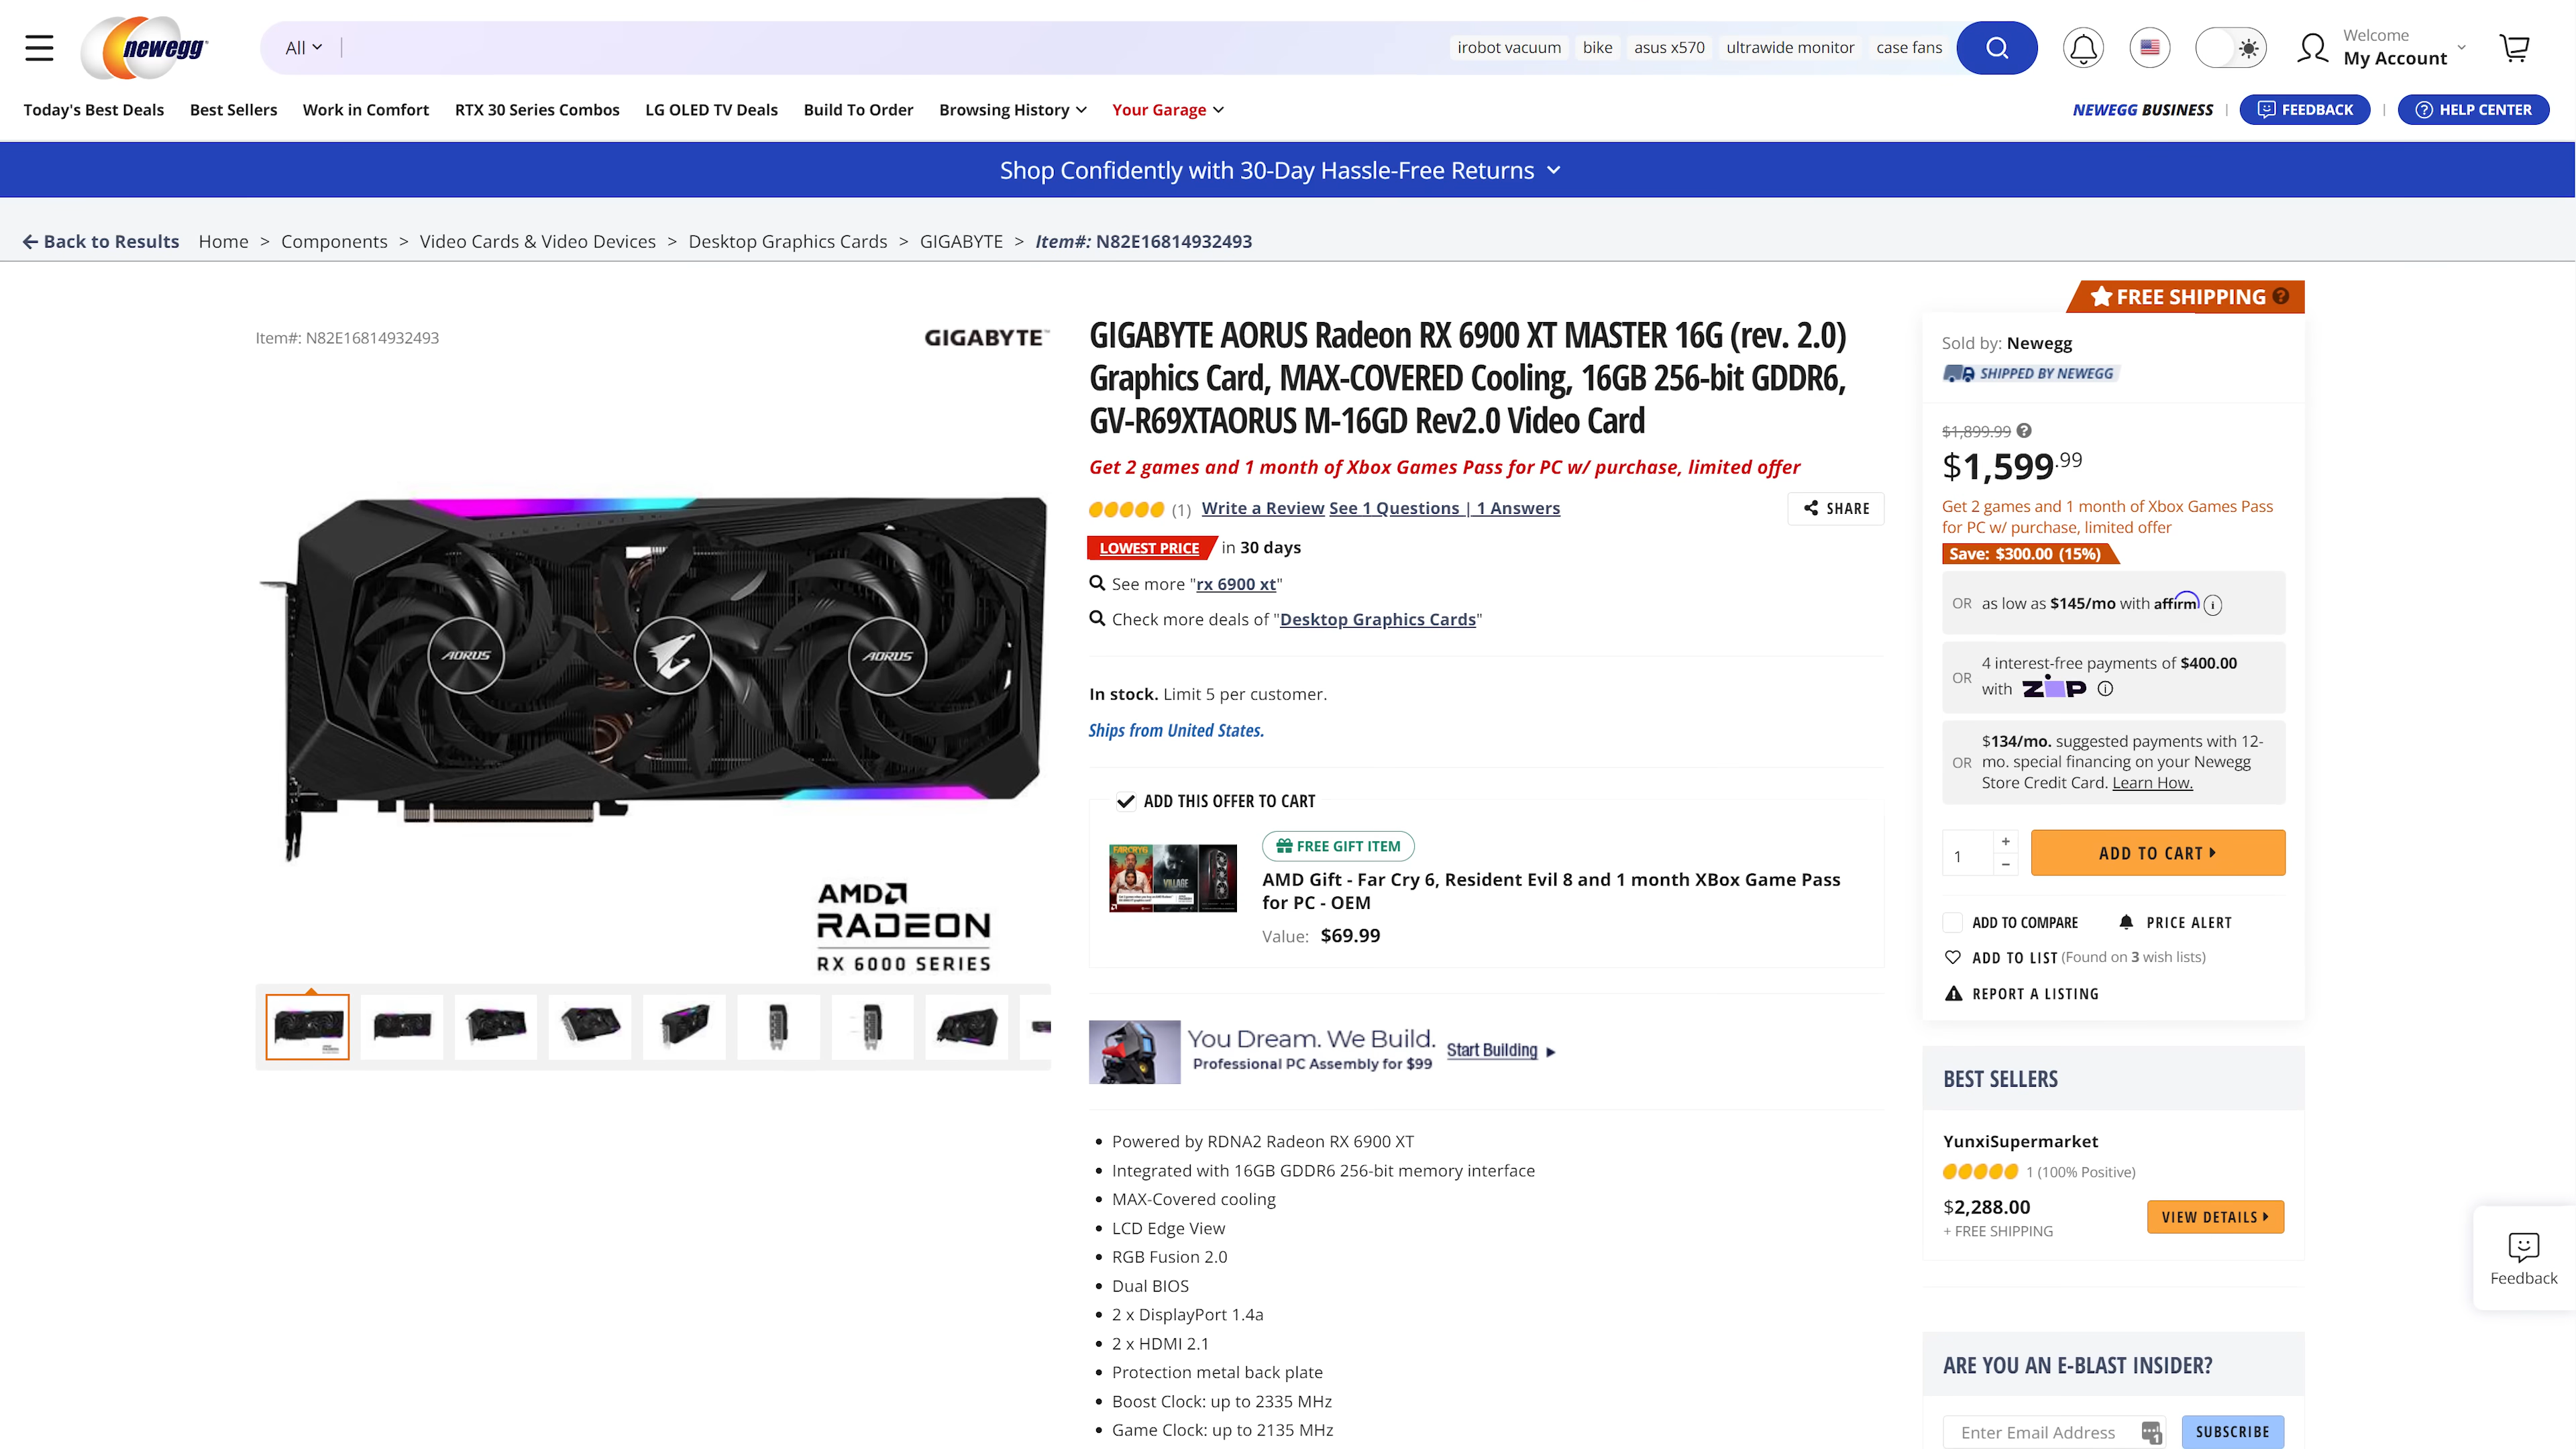 newegg
All
irobot vacuum bike asus x570 ultrawide monitor case fans
Welcome
My Account
Today's Best Deals Best Sellers Work in Comfort RTX 30 Series Combos LG OLED TV Deals Build To Order Browsing History Your Garage
NEWEGG BUSINESS FEEDBACK HELP CENTER
Shop Confidently with 30-Day Hassle-Free Returns
Back to Results Home > Components > Video Cards & Video Devices > Desktop Graphics Cards > GIGABYTE > Item#: N82E16814932493
Item#: N82E16814932493
GIGABYTE™
AORUS
AORUS
AMD
RADEON
RX 6000 SERIES
GIGABYTE AORUS Radeon RX 6900 XT MASTER 16G (rev. 2.0)
Graphics Card, MAX-COVERED Cooling, 16GB 256-bit GDDR6,
GV-R69XTAORUS M-16GD Rev2.0 Video Card
Get 2 games and 1 month of Xbox Games Pass for PC w/ purchase, limited offer
(1) Write a Review See 1 Questions | 1 Answers
SHARE
LOWEST PRICE in 30 days
See more "rx 6900 xt"
Check more deals of "Desktop Graphics Cards"
In stock. Limit 5 per customer.
Ships from United States.
ADD THIS OFFER TO CART
FARCRY6
VILLAGE
FREE GIFT ITEM
AMD Gift - Far Cry 6, Resident Evil 8 and 1 month XBox Game Pass
for PC - OEM
Value: $69.99
You Dream. We Build.
Professional PC Assembly for $99
Start Building
• Powered by RDNA2 Radeon RX 6900 XT
• Integrated with 16GB GDDR6 256-bit memory interface
• MAX-Covered cooling
• LCD Edge View
• RGB Fusion 2.0
• Dual BIOS
• 2 x DisplayPort 1.4a
• 2 x HDMI 2.1
• Protection metal back plate
• Boost Clock: up to 2335 MHz
• Game Clock: up to 2135 MHz
FREE SHIPPING ?
Sold by: Newegg
SHIPPED BY NEWEGG
$1,899.99 ?
$1,599.99
Get 2 games and 1 month of Xbox Games Pass
for PC w/ purchase, limited offer
Save: $300.00 (15%)
OR as low as $145/mo with affirm i
OR 4 interest-free payments of $400.00
with ZIP i
OR $134/mo. suggested payments with 12-
mo. special financing on your Newegg
Store Credit Card. Learn How.
1 + −
ADD TO CART
ADD TO COMPARE PRICE ALERT
ADD TO LIST (Found on 3 wish lists)
REPORT A LISTING
BEST SELLERS
YunxiSupermarket
1 (100% Positive)
$2,288.00
+ FREE SHIPPING
VIEW DETAILS
Feedback
ARE YOU AN E-BLAST INSIDER?
Enter Email Address 1 SUBSCRIBE